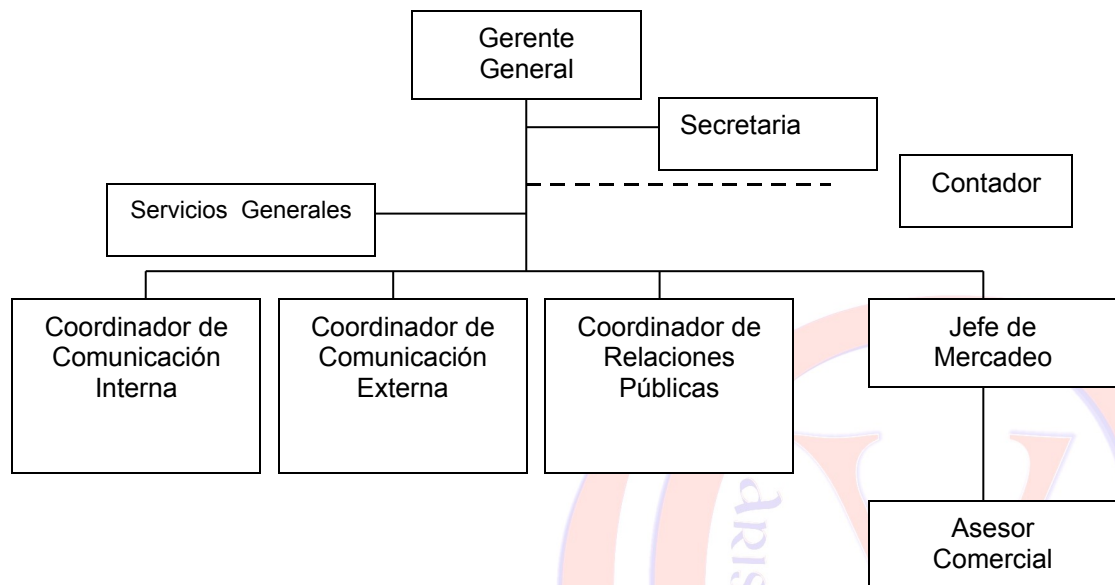 Gerente
General
Secretaria
Contador
Servicios Generales
Coordinador de
Comunicación
Interna
Coordinador de
Comunicación
Externa
Coordinador de
Relaciones
Públicas
Jefe de
Mercadeo
Asesor
Comercial